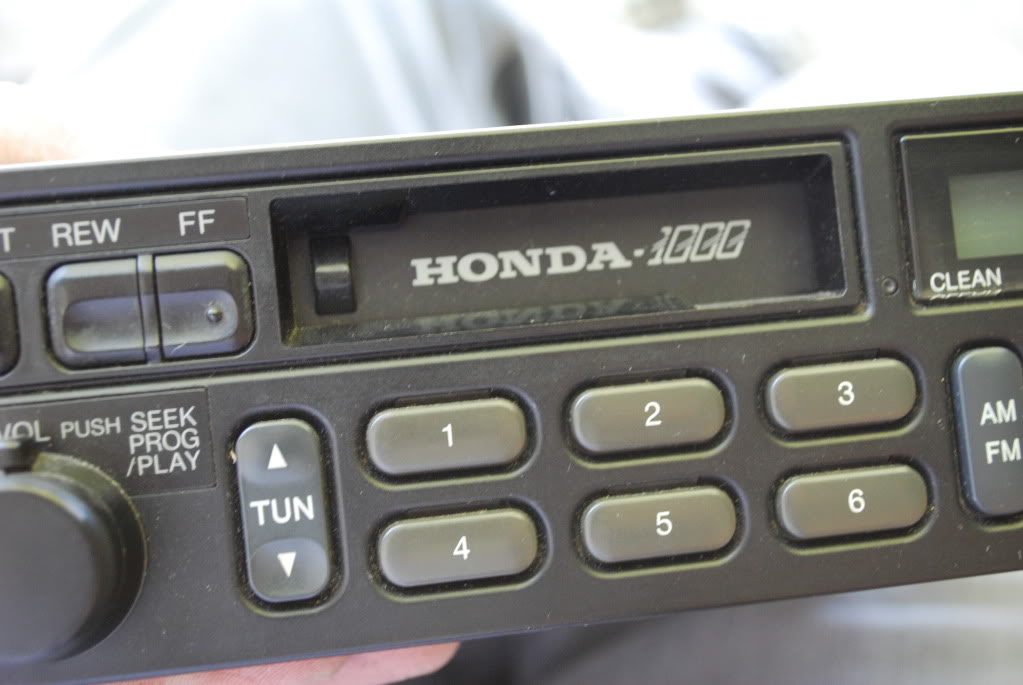 T REW FF
HONDA-1000
CLEAN
VOL PUSH SEEK
PROG
/PLAY
TUN
1 2 3
4 5 6
AM
FM